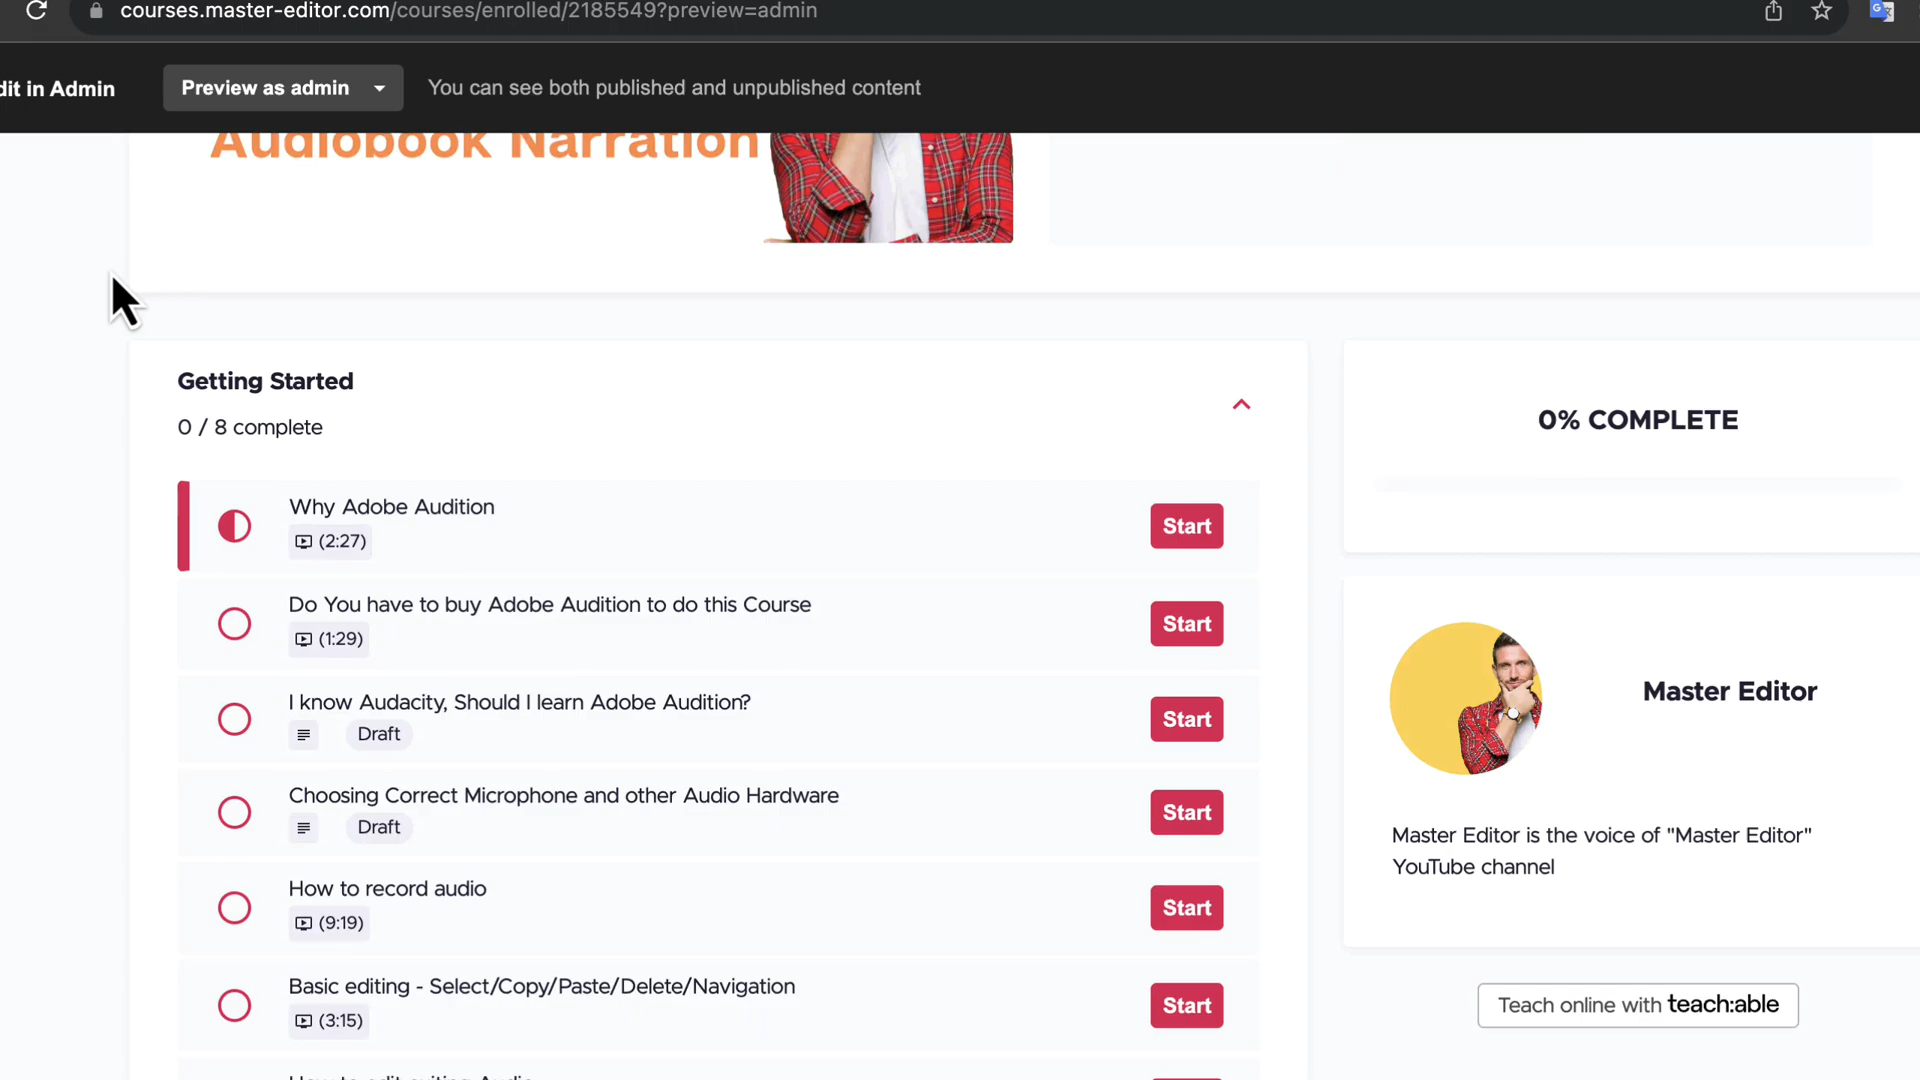 courses.master-editor.com/courses/enrolled/2185549?preview=admin
dit in Admin
Preview as admin
You can see both published and unpublished content
Audiobook Narration
Getting Started
0 / 8 complete
0% COMPLETE
Why Adobe Audition
(2:27)
Start
Do You have to buy Adobe Audition to do this Course
(1:29)
Start
I know Audacity, Should I learn Adobe Audition?
Draft
Start
Master Editor
Choosing Correct Microphone and other Audio Hardware
Draft
Start
Master Editor is the voice of "Master Editor"
YouTube channel
How to record audio
(9:19)
Start
Basic editing - Select/Copy/Paste/Delete/Navigation
(3:15)
Start
Teach online with teach:able